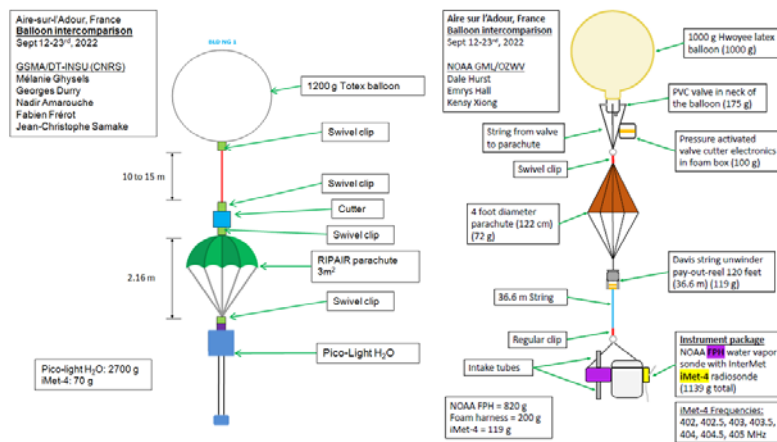 Aire-sur-l'Adour, France
Balloon intercomparison
Sept 12-23rd, 2022
GSMA/DT-INSU (CNRS)
Mélanie Ghysels
Georges Durry
Nadir Amarouche
Fabien Frérot
Jean-Christophe Samake
1200 g Totex balloon
Swivel clip
10 to 15 m
Swivel clip
Cutter
Swivel clip
2.16 m
RIPAIR parachute
3m²
Swivel clip
Pico-Light H₂O
Pico-light H₂O: 2700 g
iMet-4: 70 g
Aire sur l'Adour, France
Balloon intercomparison
Sept 12-23rd, 2022
NOAA GML/OZWV
Dale Hurst
Emrys Hall
Kensy Xiong
1000 g Hwoyee latex
balloon (1000 g)
PVC valve in neck of
the balloon (175 g)
String from valve
to parachute
Pressure activated
valve cutter electronics
in foam box (100 g)
Swivel clip
4 foot diameter
parachute (122 cm)
(72 g)
Davis string unwinder
pay-out-reel 120 feet
(36.6 m) (119 g)
36.6 m String
Regular clip
Intake tubes
Instrument package
NOAA FPH water vapor
sonde with InterMet
iMet-4 radiosonde
(1139 g total)
NOAA FPH = 820 g
Foam harness = 200 g
iMet-4 = 119 g
iMet-4 Frequencies:
402, 402.5, 403, 403.5,
404, 404.5, 405 MHz